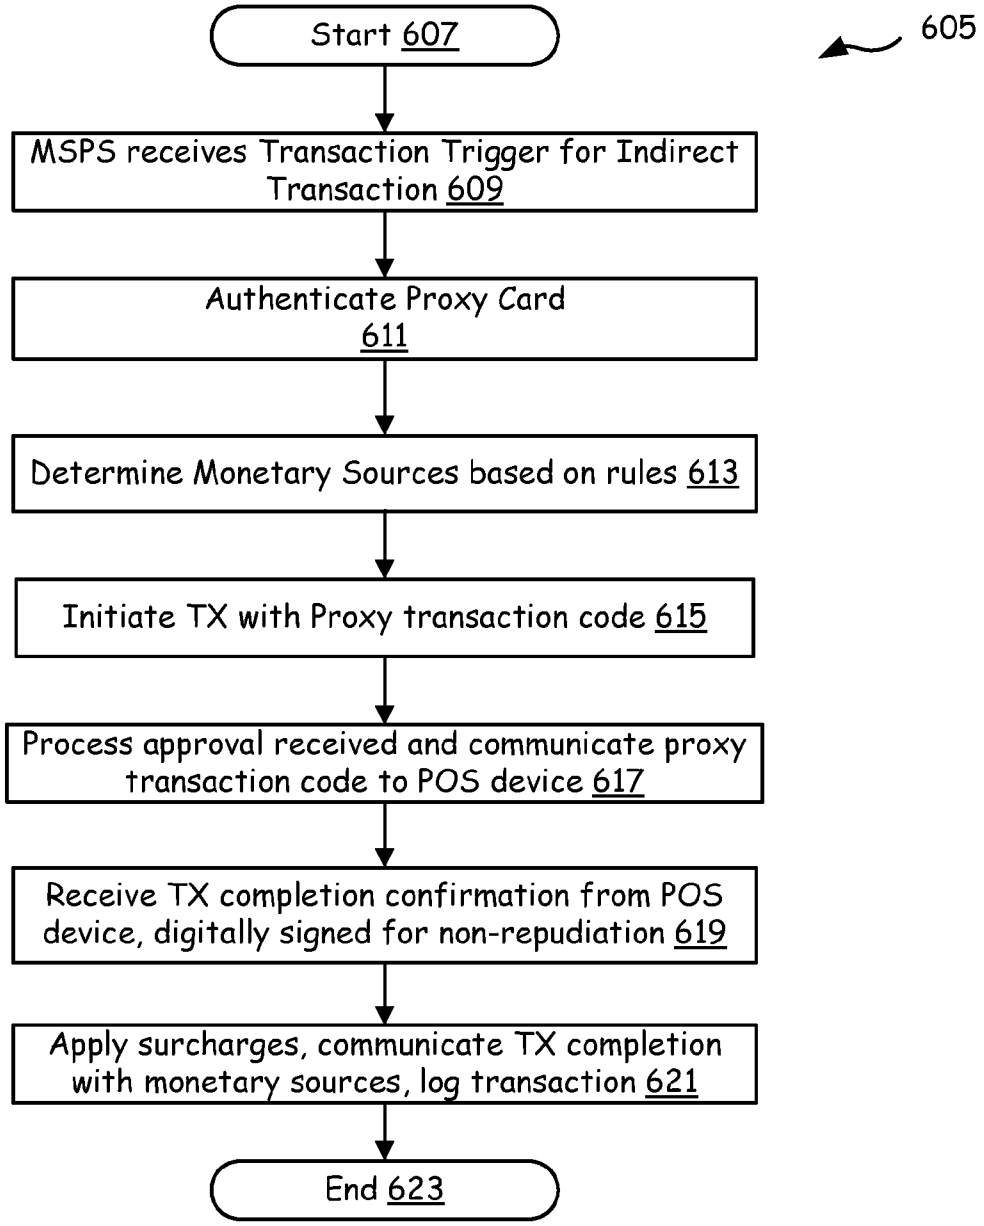 605
Start 607
MSPS receives Transaction Trigger for Indirect
Transaction 609
Authenticate Proxy Card
611
Determine Monetary Sources based on rules 613
Initiate TX with Proxy transaction code 615
Process approval received and communicate proxy
transaction code to POS device 617
Receive TX completion confirmation from POS
device, digitally signed for non-repudiation 619
Apply surcharges, communicate TX completion
with monetary sources, log transaction 621
End 623